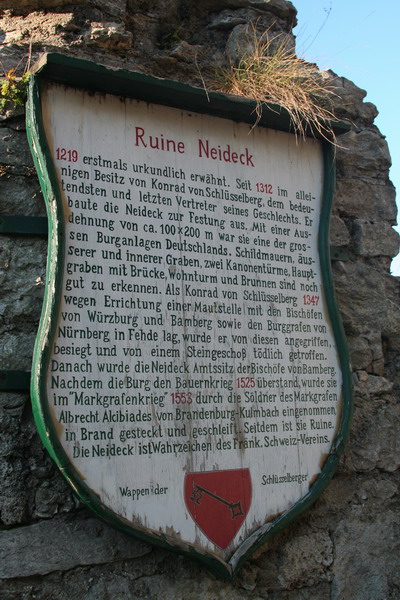 Ruine Neideck
1219 erstmals urkundlich erwähnt. Seit 1312 im allei-
nigen Besitz von Konrad von Schlüsselberg, dem bedeu-
tendsten und letzten Vertreter seines Geschlechts. Er
baute die Neideck zur Festung aus. Mit einer Aus-
dehnung von ca. 100x200 m war sie eine der gros-
sen Burganlagen Deutschlands. Schildmauern, äus-
serer und innerer Graben, zwei Kanonentürme, Haupt-
graben mit Brücke, Wohnturm und Brunnen sind noch
gut zu erkennen. Als Konrad von Schlüsselberg 1347
wegen Errichtung einer Mautstelle mit den Bischöfen
von Würzburg und Bamberg sowie den Burggrafen von
Nürnberg in Fehde lag, wurde er von diesen angegriffen,
besiegt und von einem Steingeschoß tödlich getroffen.
Danach wurde die Neideck Amtssitz der Bischöfe von Bamberg.
Nachdem die Burg den Bauernkrieg 1525 überstand, wurde sie
im "Markgrafenkrieg" 1553 durch die Söldner des Markgrafen
Albrecht Alcibiades von Brandenburg-Kulmbach eingenommen,
in Brand gesteckt und geschleift. Seitdem ist sie Ruine.
Die Neideck ist Wahrzeichen des Fränk. Schweiz-Vereins.
Wappen der Schlüsselberger